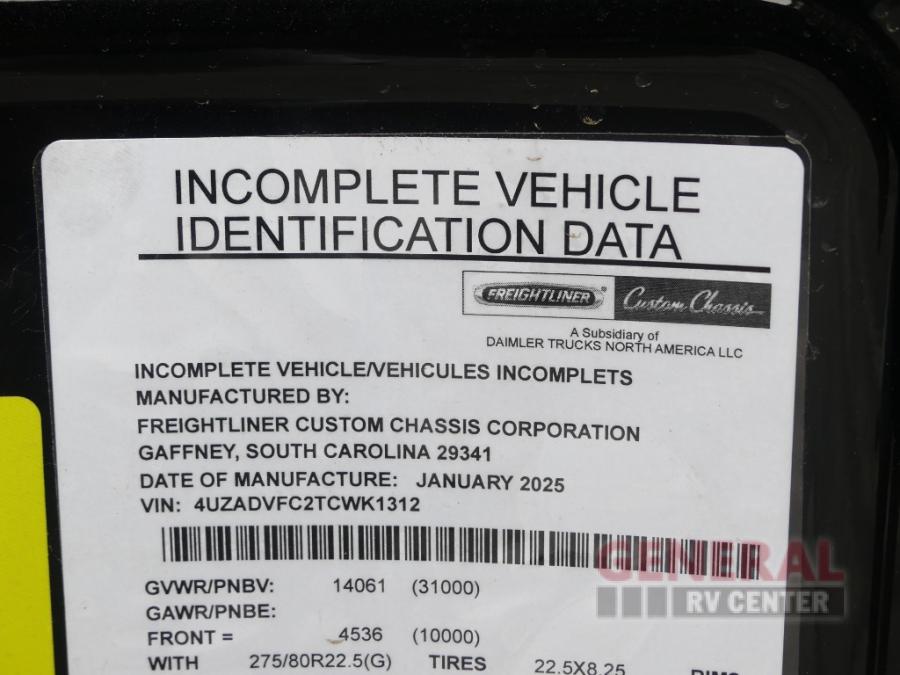 INCOMPLETE VEHICLE
IDENTIFICATION DATA
FREIGHTLINER® Custom Chassis
A Subsidiary of
DAIMLER TRUCKS NORTH AMERICA LLC
INCOMPLETE VEHICLE/VEHICULES INCOMPLETS
MANUFACTURED BY:
FREIGHTLINER CUSTOM CHASSIS CORPORATION
GAFFNEY, SOUTH CAROLINA 29341
DATE OF MANUFACTURE: JANUARY 2025
VIN: 4UZADVFC2TCWK1312
GENERAL
RV CENTER
GVWR/PNBV: 14061 (31000)
GAWR/PNBE:
FRONT = 4536 (10000)
WITH 275/80R22.5(G) TIRES 22.5X8.25